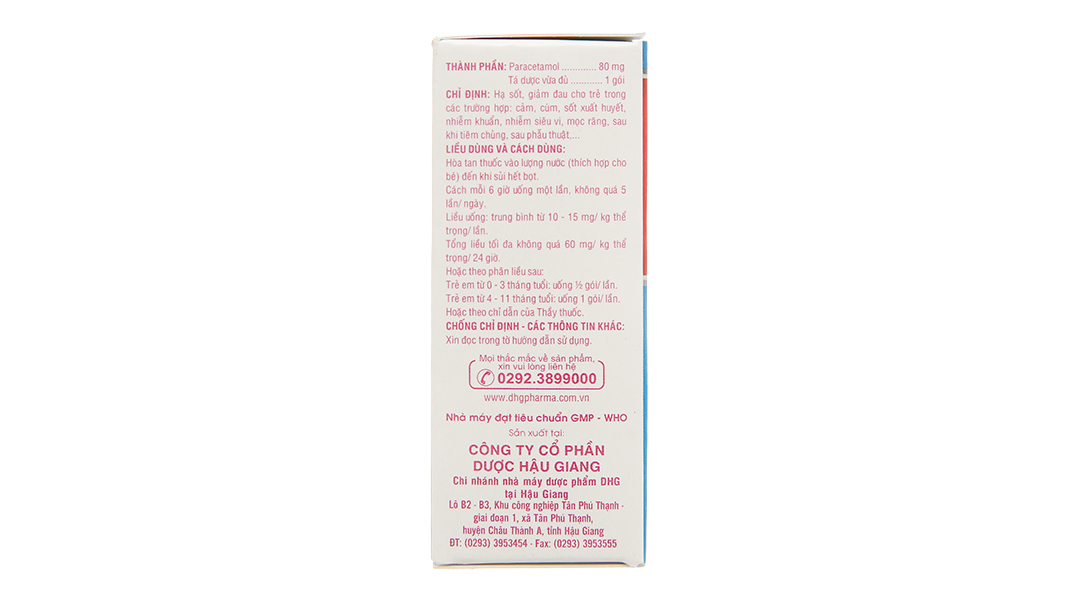 THÀNH PHẦN: Paracetamol ............. 80 mg
Tá dược vừa đủ ............ 1 gói
CHỈ ĐỊNH: Hạ sốt, giảm đau cho trẻ trong
các trường hợp: cảm, cúm, sốt xuất huyết,
nhiễm khuẩn, nhiễm siêu vi, mọc răng, sau
khi tiêm chủng, sau phẫu thuật,...
LIỀU DÙNG VÀ CÁCH DÙNG:
Hòa tan thuốc vào lượng nước (thích hợp cho
bé) đến khi sủi hết bọt.
Cách mỗi 6 giờ uống một lần, không quá 5
lần/ ngày.
Liều uống: trung bình từ 10 - 15 mg/ kg thể
trọng/ lần.
Tổng liều tối đa không quá 60 mg/ kg thể
trọng/ 24 giờ.
Hoặc theo phân liều sau:
Trẻ em từ 0 - 3 tháng tuổi: uống ½ gói/ lần.
Trẻ em từ 4 - 11 tháng tuổi: uống 1 gói/ lần.
Hoặc theo chỉ dẫn của Thầy thuốc.
CHỐNG CHỈ ĐỊNH - CÁC THÔNG TIN KHÁC:
Xin đọc trong tờ hướng dẫn sử dụng.
Mọi thắc mắc về sản phẩm,
xin vui lòng liên hệ
0292.3899000
www.dhgpharma.com.vn
Nhà máy đạt tiêu chuẩn GMP - WHO
Sản xuất tại:
CÔNG TY CỔ PHẦN
DƯỢC HẬU GIANG
Chi nhánh nhà máy dược phẩm DHG
tại Hậu Giang
Lô B2 - B3, Khu công nghiệp Tân Phú Thạnh -
giai đoạn 1, xã Tân Phú Thạnh,
huyện Châu Thành A, tỉnh Hậu Giang
ĐT: (0293) 3953454 - Fax: (0293) 3953555